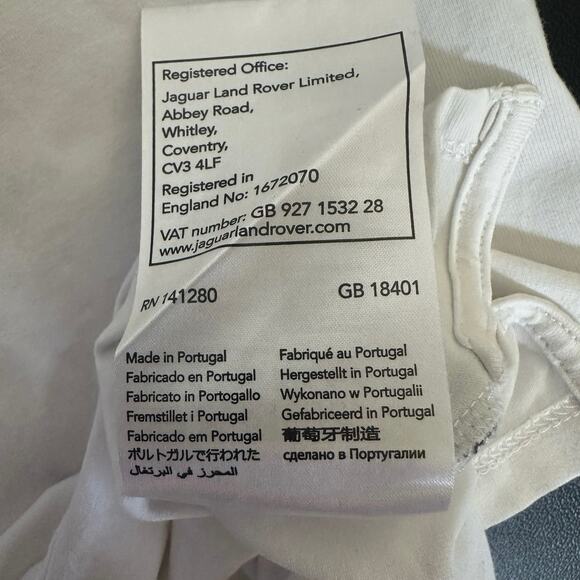 Registered Office:
Jaguar Land Rover Limited,
Abbey Road,
Whitley,
Coventry,
CV3 4LF
Registered in
England No: 1672070
VAT number: GB 927 1532 28
www.jaguarlandrover.com
RN 141280 GB 18401
Made in Portugal
Fabricado en Portugal
Fabricato in Portogallo
Fremstillet i Portugal
Fabricado em Portugal
ポルトガルで行われた
المحرز في البرتغال
Fabriqué au Portugal
Hergestellt in Portugal
Wykonano w Portugalii
Gefabriceerd in Portugal
葡萄牙制造
сделано в Португалии